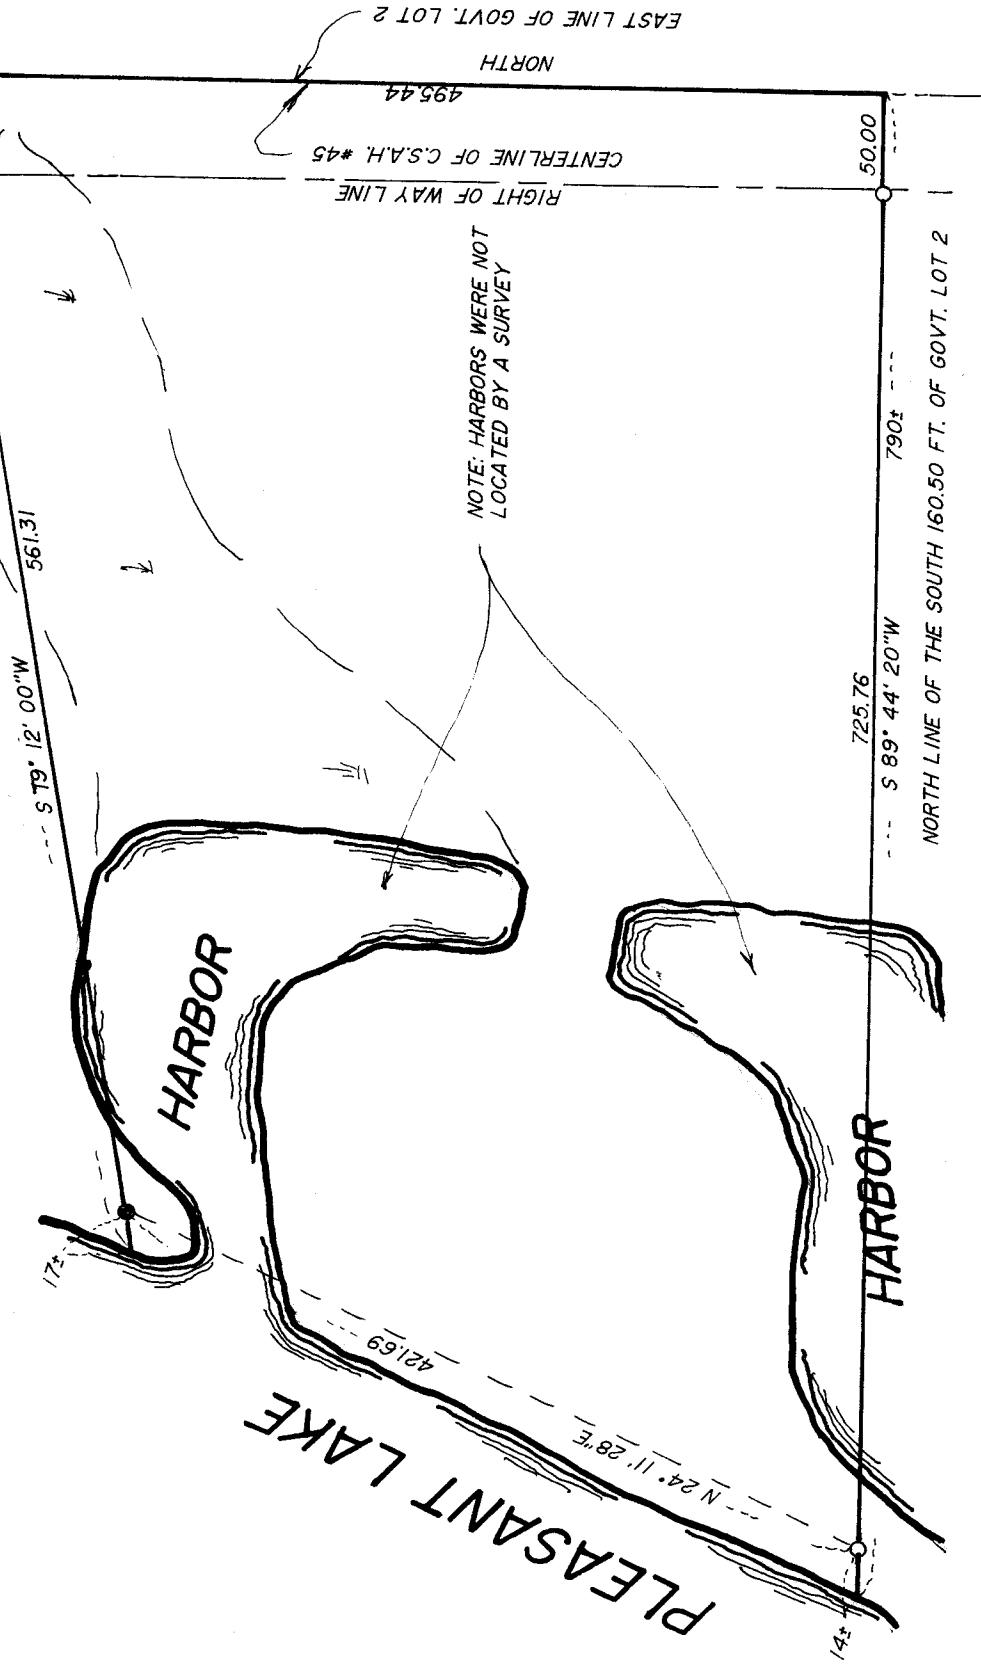 EAST LINE OF GOVT. LOT 2
NORTH
495.44
CENTERLINE OF C.S.A.H. #45
RIGHT OF WAY LINE
50.00
NOTE: HARBORS WERE NOT
LOCATED BY A SURVEY
561.31
S 79° 12' 00"W
790±
725.76
S 89° 44' 20"W
NORTH LINE OF THE SOUTH 160.50 FT. OF GOVT. LOT 2
HARBOR
HARBOR
17±
421.69
N 24° 11' 28"E
PLEASANT LAKE
14±